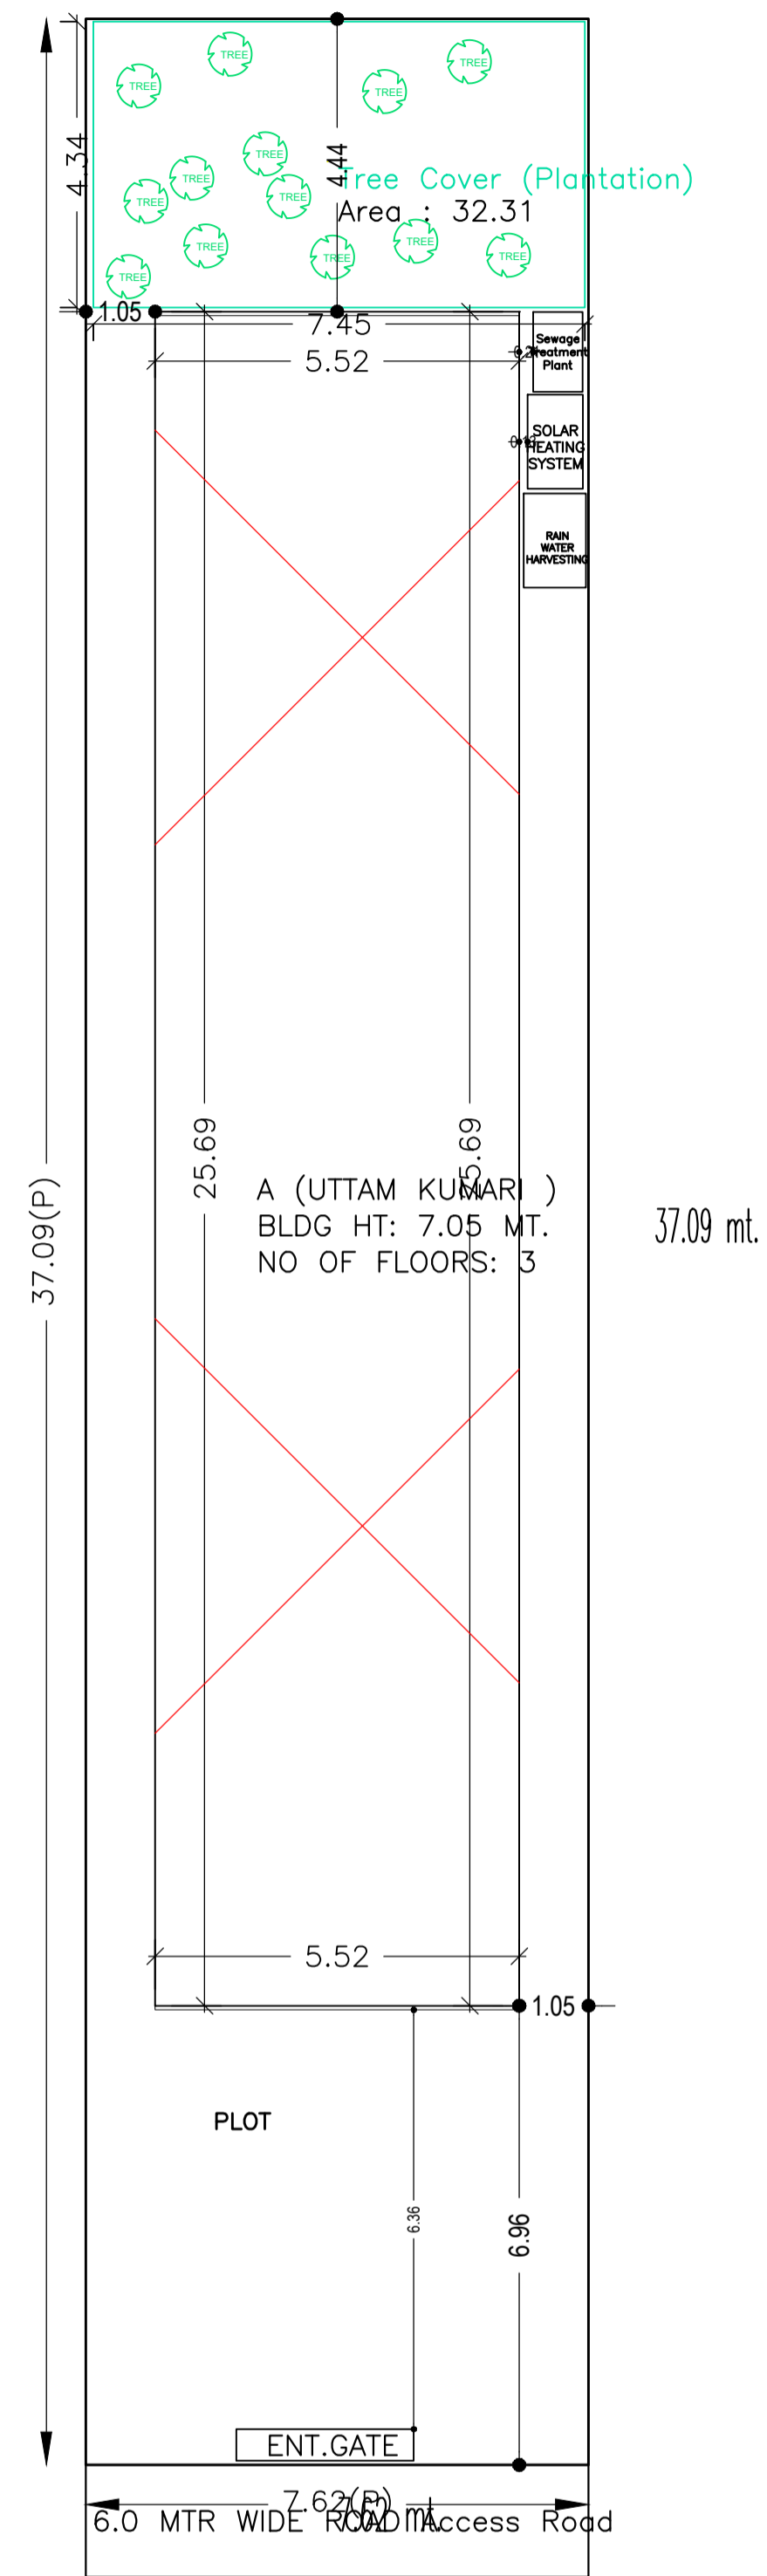 TREE
TREE
TREE
TREE
4.34
4.44
TREE
TREE
Tree Cover (Plantation)
TREE
TREE
Area : 32.31
TREE
TREE
TREE
TREE
TREE
1.05
7.45
5.52
Sewage
Treatment
Plant
SOLAR
HEATING
SYSTEM
RAIN
WATER
HARVESTING
25.69
25.69
A (UTTAM KUMARI )
BLDG HT: 7.05 MT.
NO OF FLOORS: 3
37.09(P)
37.09 mt.
5.52
1.05
PLOT
6.36
6.96
ENT.GATE
7.62(P)
7.62 mt.
6.0 MTR WIDE ROAD Access Road